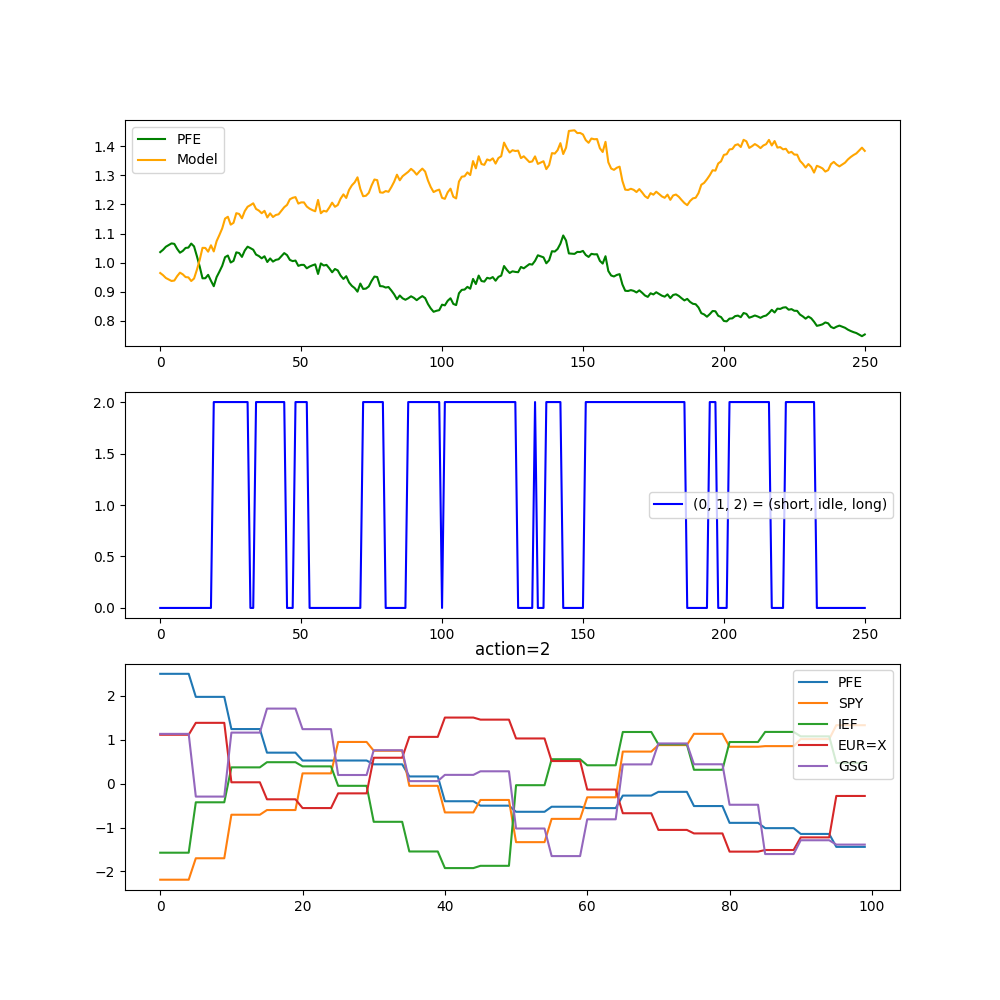 PFE
Model
1.4
1.3
1.2
1.1
1.0
0.9
0.8
0 50 100 150 200 250
2.0
1.5
1.0
0.5
0.0
(0, 1, 2) = (short, idle, long)
0 50 100 150 200 250
action=2
2
1
0
−1
−2
PFE
SPY
IEF
EUR=X
GSG
0 20 40 60 80 100